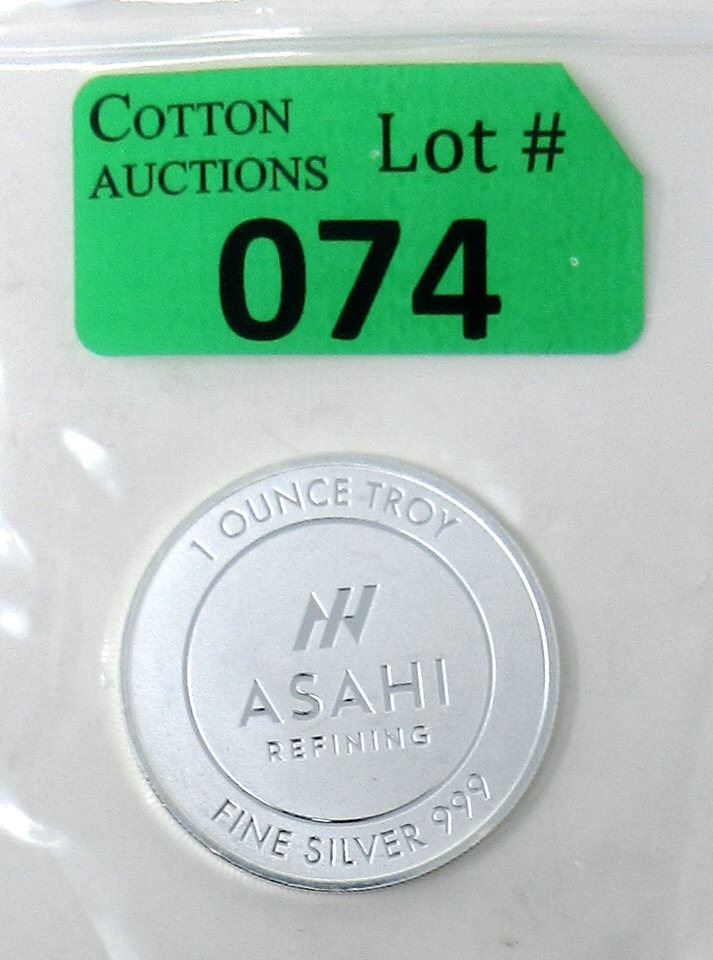 COTTON
AUCTIONS
Lot #
074
1 OUNCE TROY
ASAHI
REFINING
FINE SILVER 999